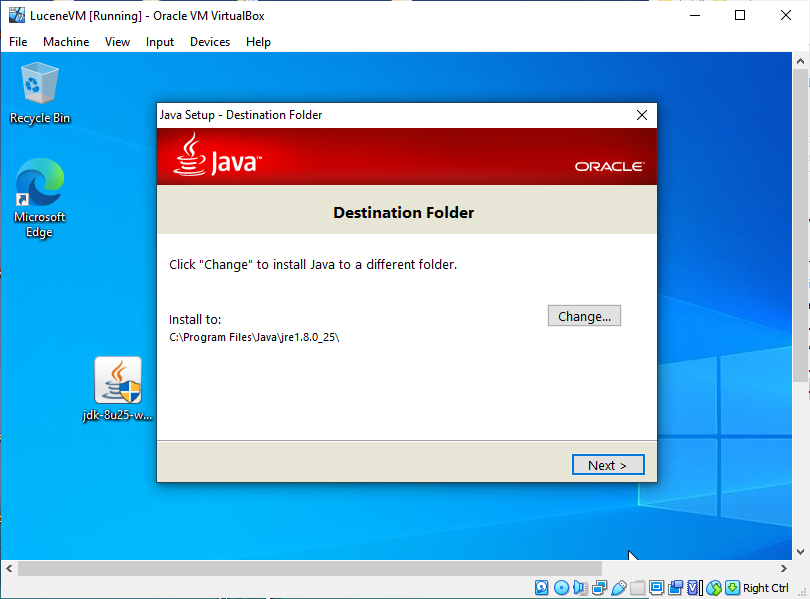 LuceneVM [Running] - Oracle VM VirtualBox
File Machine View Input Devices Help
Recycle Bin
Microsoft
Edge
jdk-8u25-w...
Java Setup - Destination Folder
Java™
ORACLE
Destination Folder
Click "Change" to install Java to a different folder.
Change...
Install to:
C:\Program Files\Java\jre1.8.0_25\
Next >
Right Ctrl